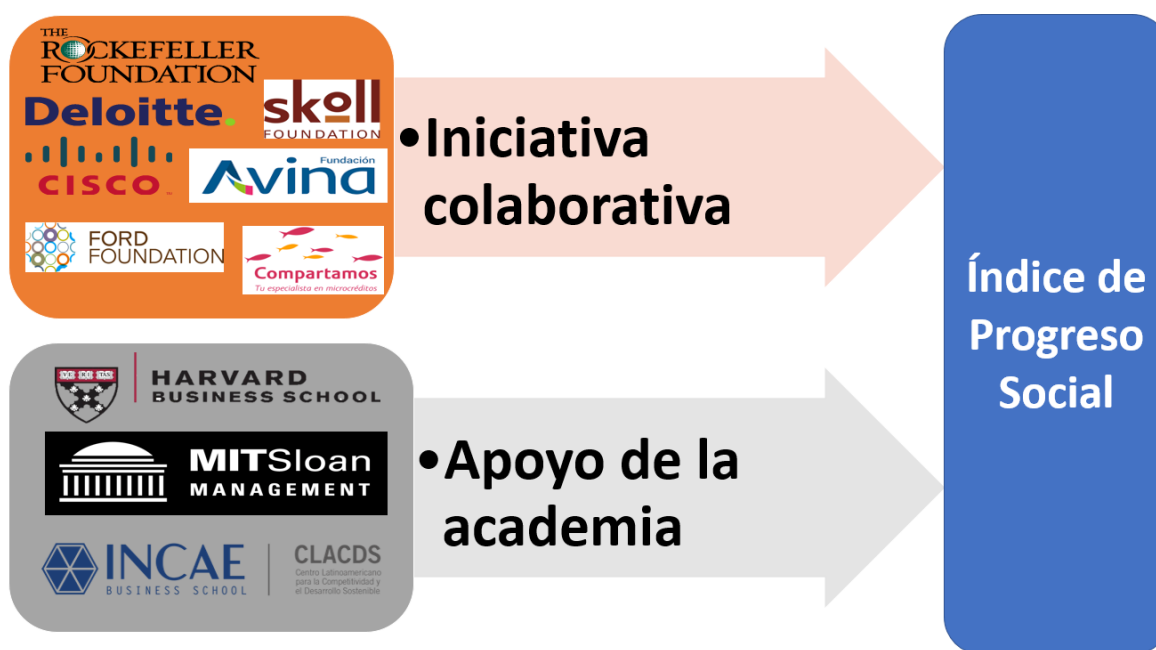 THE
ROCKEFELLER
FOUNDATION
Deloitte.
skoll
FOUNDATION
CISCO™
Fundación
Avina
FORD
FOUNDATION
Compartamos
Tu especialista en microcréditos
•Iniciativa
colaborativa
HARVARD
BUSINESS SCHOOL
MITSloan
MANAGEMENT
INCAE
BUSINESS SCHOOL
CLACDS
Centro Latinoamericano
para la Competitividad y
el Desarrollo Sostenible
•Apoyo de la
academia
Índice de
Progreso
Social